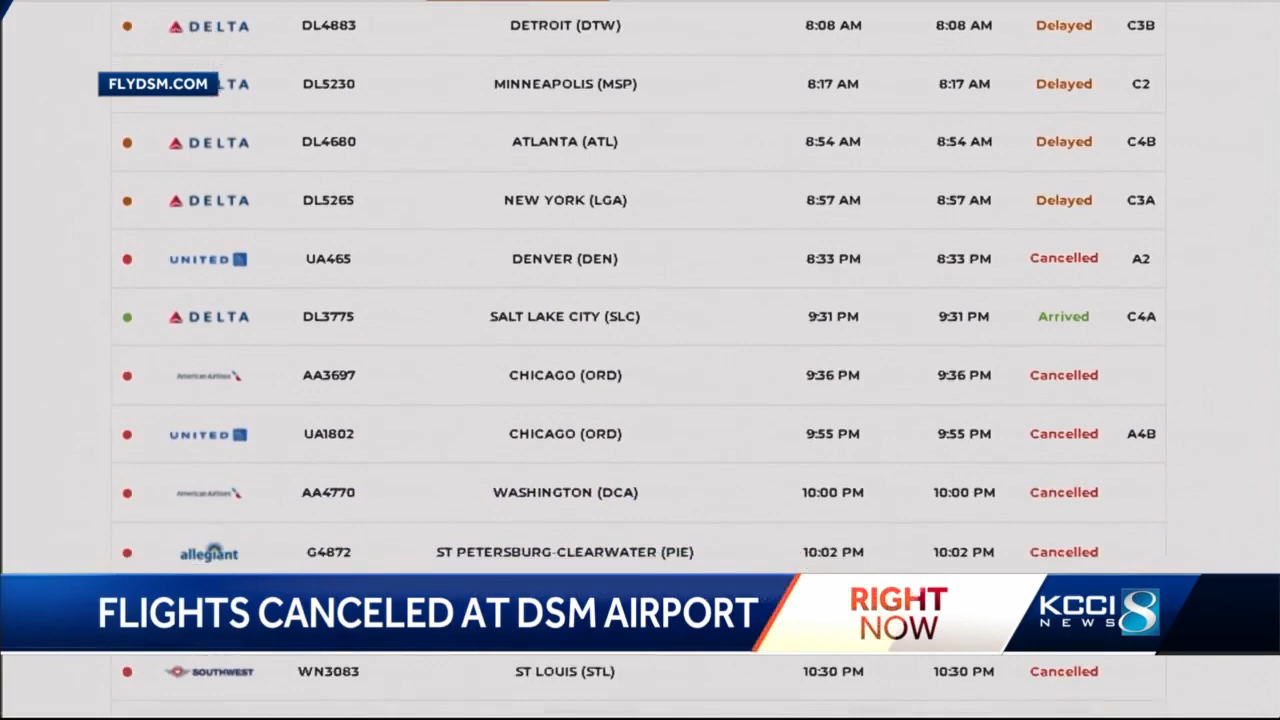 DELTA DL4883 DETROIT (DTW) 8:08 AM 8:08 AM Delayed C3B
FLYDSM.COM LTA DL5230 MINNEAPOLIS (MSP) 8:17 AM 8:17 AM Delayed C2
DELTA DL4680 ATLANTA (ATL) 8:54 AM 8:54 AM Delayed C4B
DELTA DL5265 NEW YORK (LGA) 8:57 AM 8:57 AM Delayed C3A
UNITED UA465 DENVER (DEN) 8:33 PM 8:33 PM Cancelled A2
DELTA DL3775 SALT LAKE CITY (SLC) 9:31 PM 9:31 PM Arrived C4A
American Airlines AA3697 CHICAGO (ORD) 9:36 PM 9:36 PM Cancelled
UNITED UA1802 CHICAGO (ORD) 9:55 PM 9:55 PM Cancelled A4B
American Airlines AA4770 WASHINGTON (DCA) 10:00 PM 10:00 PM Cancelled
allegiant G4872 ST PETERSBURG-CLEARWATER (PIE) 10:02 PM 10:02 PM Cancelled
FLIGHTS CANCELED AT DSM AIRPORT
RIGHT
NOW
KCCI 8
NEWS
SOUTHWEST WN3083 ST LOUIS (STL) 10:30 PM 10:30 PM Cancelled